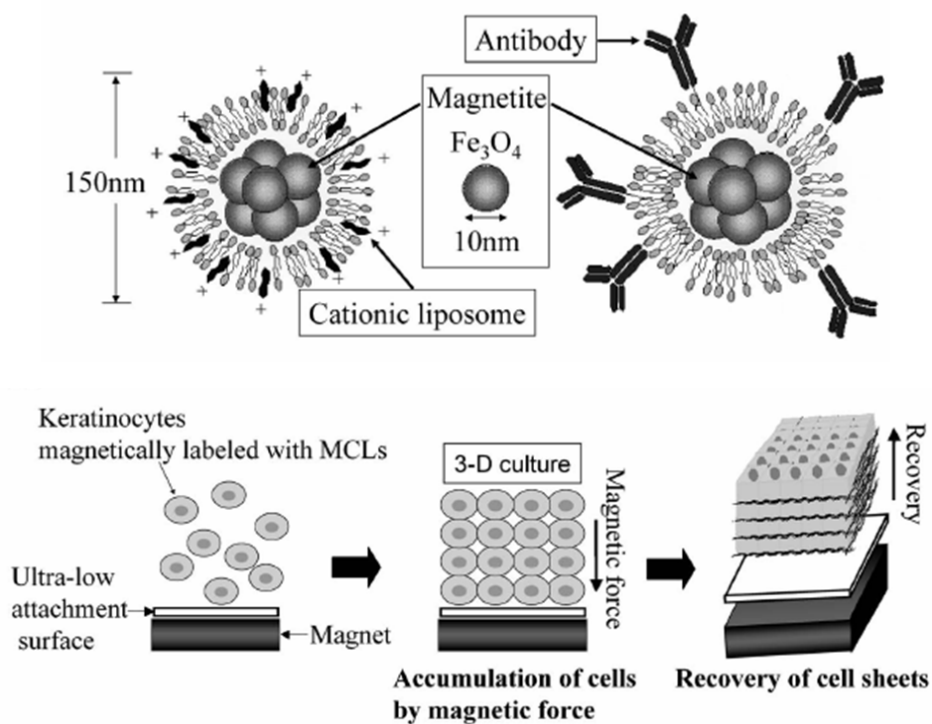 Antibody
Magnetite
Fe₃O₄
10nm
150nm
Cationic liposome
+
+
+
+
+
+
+
+
+
+
+
Keratinocytes
magnetically labeled with MCLs
Ultra-low
attachment
surface
Magnet
3-D culture
Magnetic force
Accumulation of cells
by magnetic force
Recovery
Recovery of cell sheets